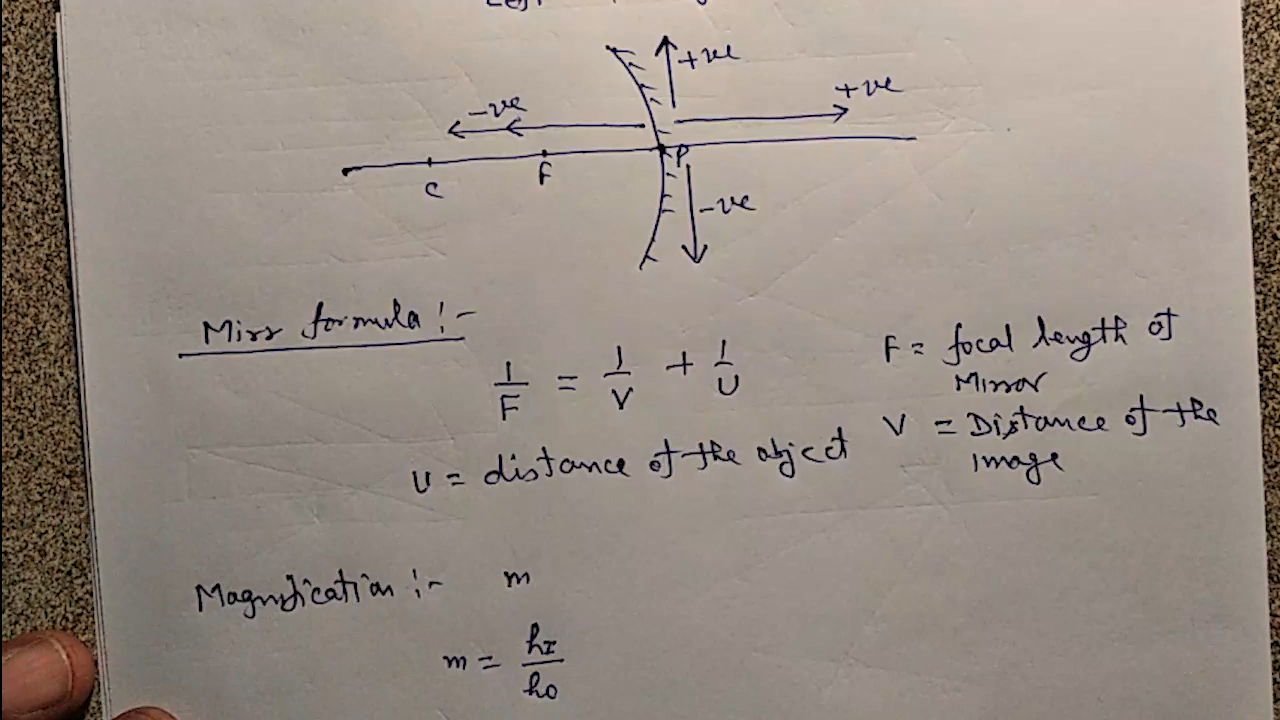 +ve
+ve
-ve
P
F
C
-ve
Mirr formula :-
1/F = 1/V + 1/U
F = focal length of
Mirror
V = Distance of the
image
U = distance of the object
Magnification :- m
m = hI/ho